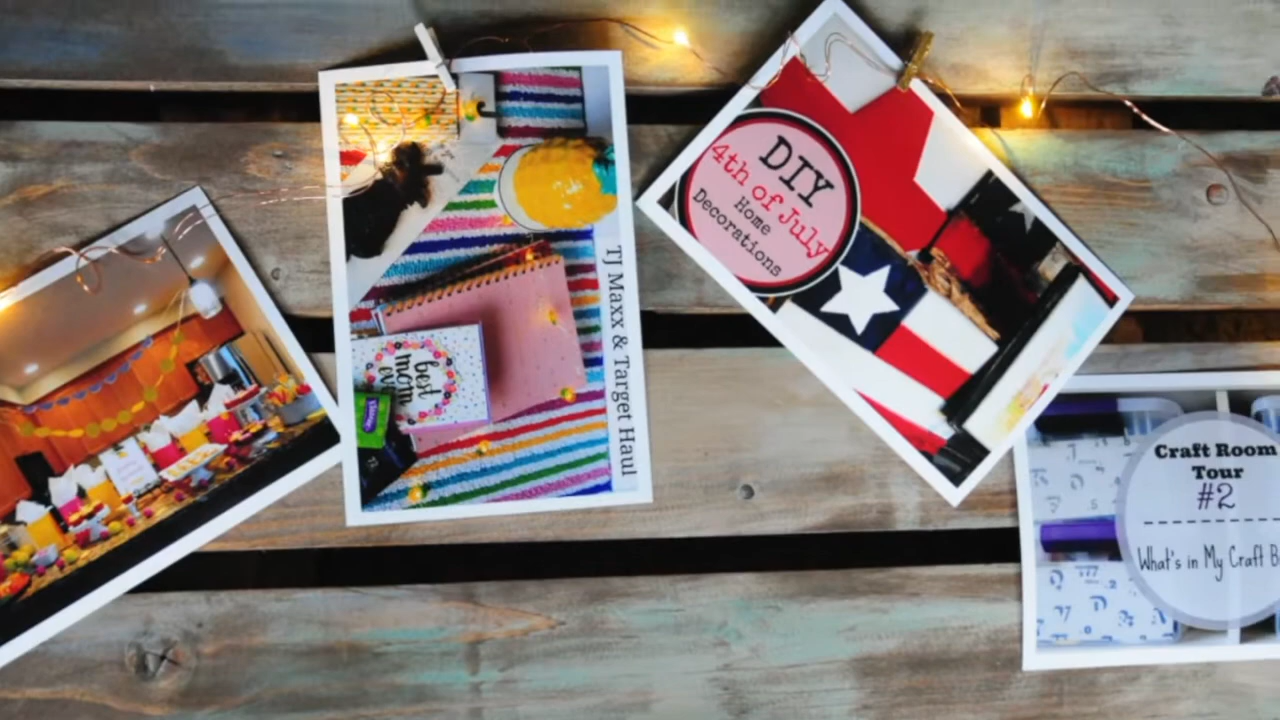 best
mom
TJ Maxx & Target Haul
DIY
4th of July
Home
Decorations
Craft Room
Tour
#2
What's in My Craft